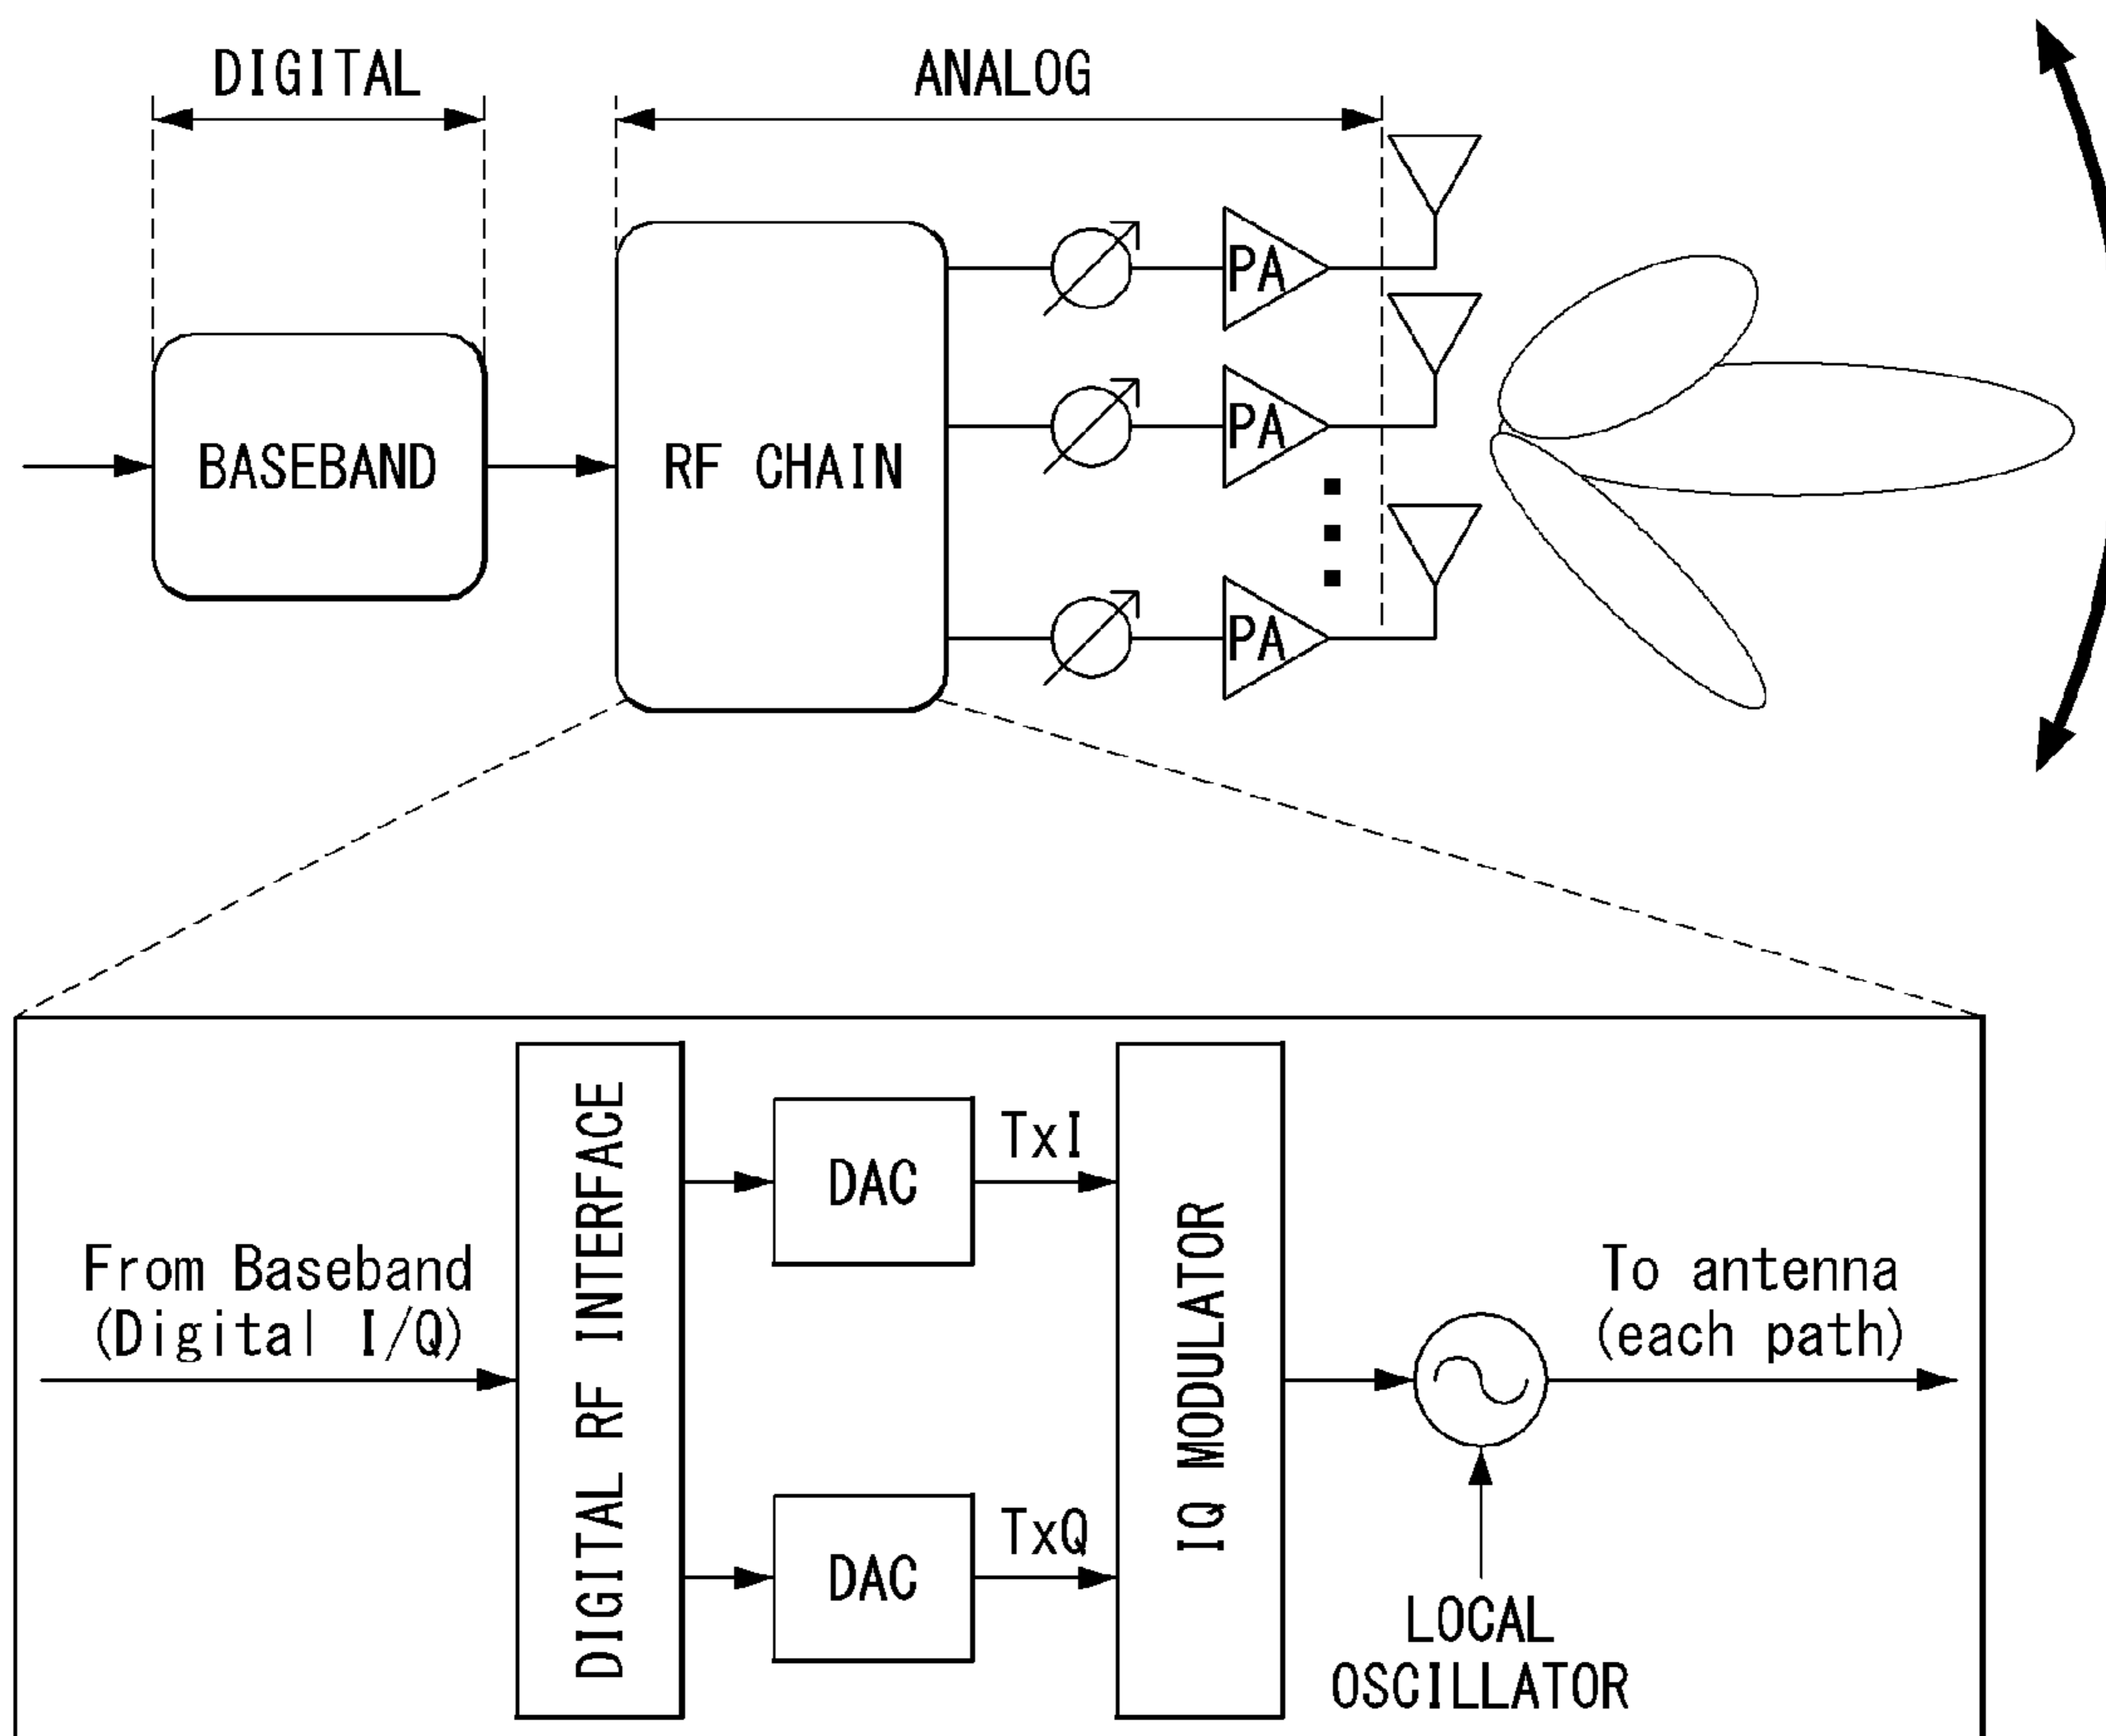 DIGITAL
ANALOG
PA
PA
BASEBAND
RF CHAIN
PA
DIGITAL RF INTERFACE
DAC
TxI
IQ MODULATOR
From Baseband
(Digital I/Q)
To antenna
(each path)
DAC
TxQ
LOCAL
OSCILLATOR